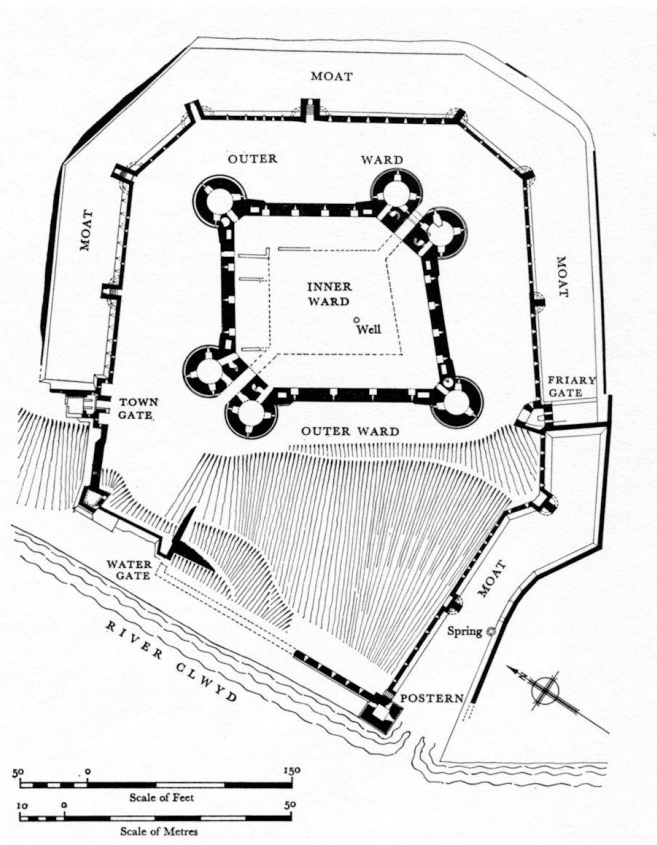 MOAT
OUTER WARD
MOAT
INNER
WARD
Well
MOAT
TOWN
GATE
FRIARY
GATE
OUTER WARD
WATER
GATE
MOAT
Spring
RIVER CLWYD
POSTERN
N
50 0 150
Scale of Feet
10 0 50
Scale of Metres